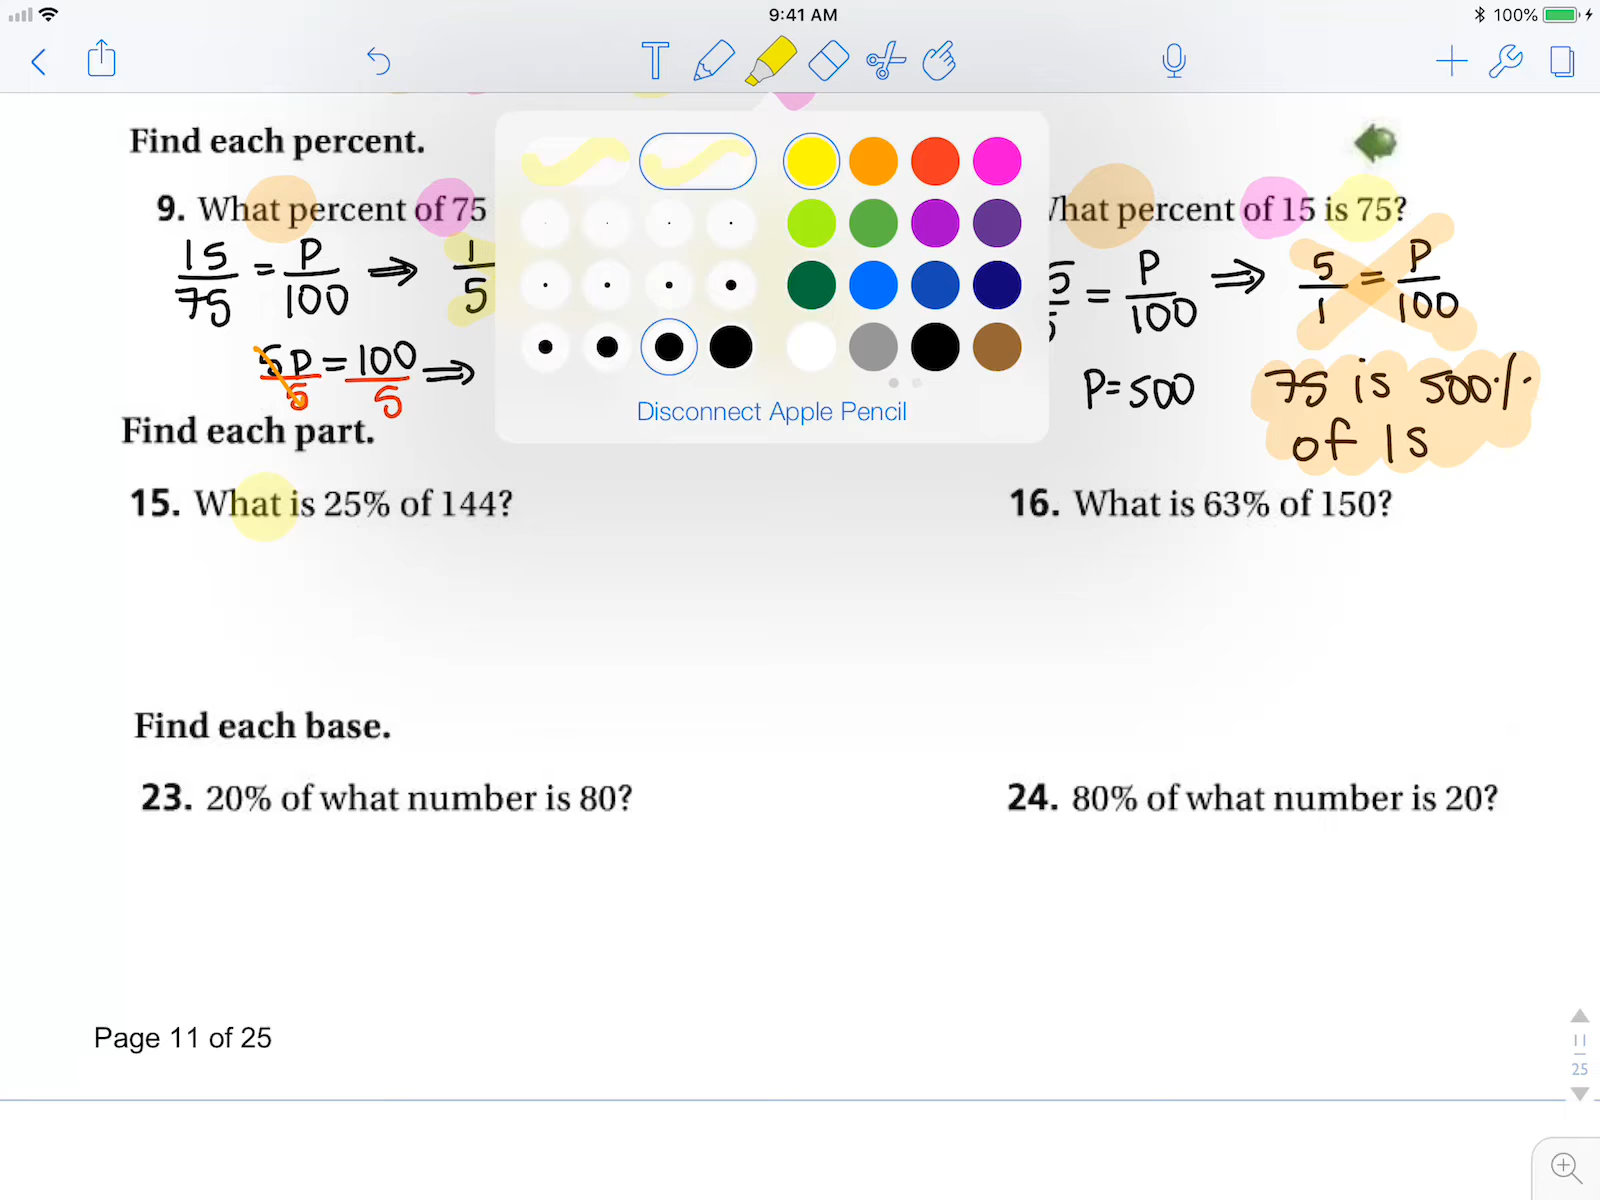 9:41 AM
100%
T
Find each percent.
9. What percent of 75
hat percent of 15 is 75?
15/75 = P/100 ⇒ 1/5
= P/100 ⇒ 5/1 = P/100
5P/5 = 100/5 ⇒
P=500
75 is 500%
of 15
Disconnect Apple Pencil
Find each part.
15. What is 25% of 144?
16. What is 63% of 150?
Find each base.
23. 20% of what number is 80?
24. 80% of what number is 20?
Page 11 of 25
11
25